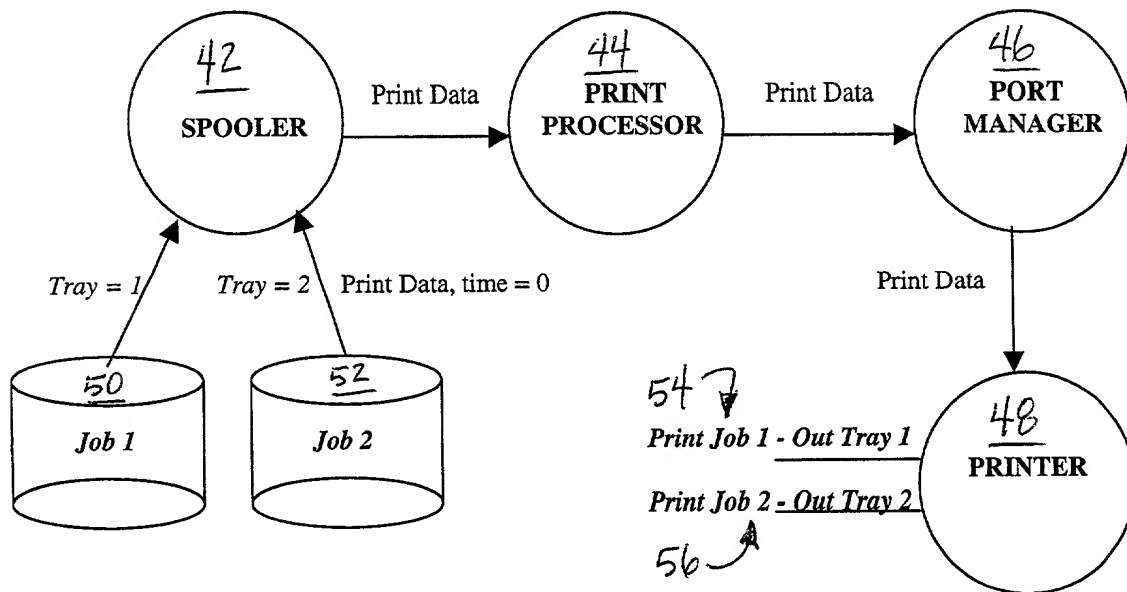 42
SPOOLER
Print Data
44
PRINT
PROCESSOR
Print Data
46
PORT
MANAGER
Tray = 1
Tray = 2
Print Data, time = 0
Print Data
50
Job 1
52
Job 2
54
Print Job 1 - Out Tray 1
Print Job 2 - Out Tray 2
56
48
PRINTER